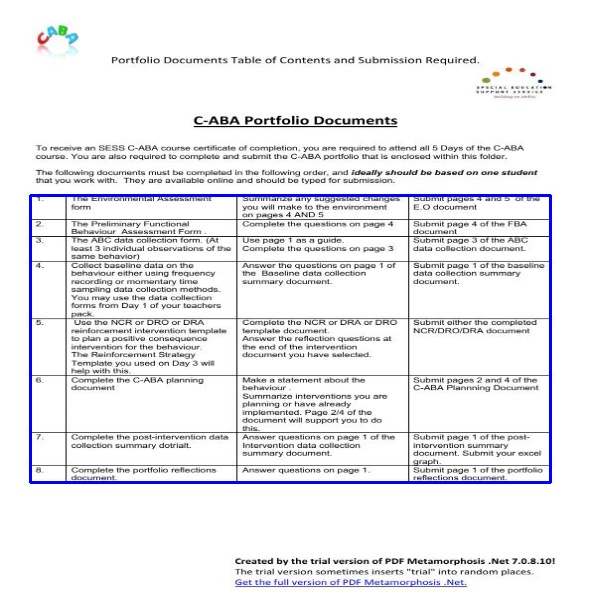 CABA
Portfolio Documents Table of Contents and Submission Required.
SPECIAL EDUCATION
SUPPORT SERVICE
C-ABA Portfolio Documents
To receive an SESS C-ABA course certificate of completion, you are required to attend all 5 Days of the C-ABA
course. You are also required to complete and submit the C-ABA portfolio that is enclosed within this folder.
The following documents must be completed in the following order, and ideally should be based on one student
that you work with. They are available online and should be typed for submission.
1. The Environmental Assessment
form
Summarize any suggested changes
you will make to the environment
on pages 4 AND 5
Submit pages 4 and 5 of the
E.O document
2. The Prelimnary Functional
Behaviour Assessment Form .
Complete the questions on page 4
Submit page 4 of the FBA
document
3. The ABC data collection form. (At
least 3 individual observations of the
same behavior)
Use page 1 as a guide.
Complete the questions on page 3
Submit page 3 of the ABC
data collection document.
4. Collect baseline data on the
behaviour either using frequency
recording or momentary time
sampling data collection methods.
You may use the data collection
forms from Day 1 of your teachers
pack.
Answer the questions on page 1 of
the Baseline data collection
summary document.
Submit page 1 of the baseline
data collection summary
document.
5. Use the NCR or DRO or DRA
reinforcement intervention template
to plan a positive consequence
intervention for the behaviour.
The Reinforcement Strategy
Template you used on Day 3 will
help with this.
Complete the NCR or DRA or DRO
template document.
Answer the reflection questions at
the end of the intervention
document you have selected.
Submit either the completed
NCR/DRO/DRA document
6. Complete the C-ABA planning
document
Make a statement about the
behaviour .
Summarize interventions you are
planning or have already
implemented. Page 2/4 of the
document will support you to do
this.
Submit pages 2 and 4 of the
C-ABA Plannning Document
7. Complete the post-intervention data
collection summary dotrialt.
Answer questions on page 1 of the
Intervention data collection
summary document.
Submit page 1 of the post-
intervention summary
document. Submit your excel
graph.
8. Complete the portfolio reflections
document.
Answer questions on page 1.
Submit page 1 of the portfolio
reflections document.
Created by the trial version of PDF Metamorphosis .Net 7.0.8.10!
The trial version sometimes inserts "trial" into random places.
Get the full version of PDF Metamorphosis .Net.